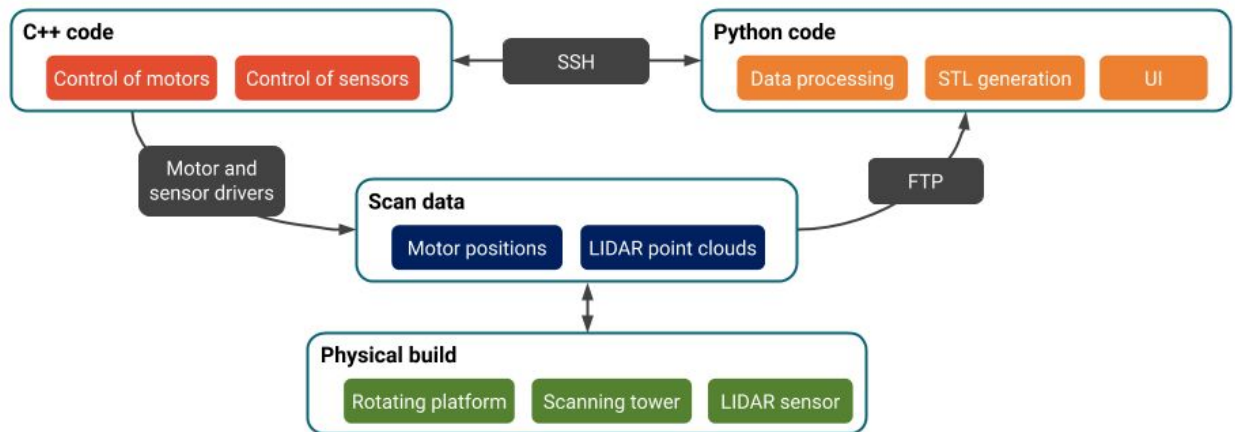 C++ code
Control of motors
Control of sensors
SSH
Python code
Data processing
STL generation
UI
Motor and
sensor drivers
FTP
Scan data
Motor positions
LIDAR point clouds
Physical build
Rotating platform
Scanning tower
LIDAR sensor